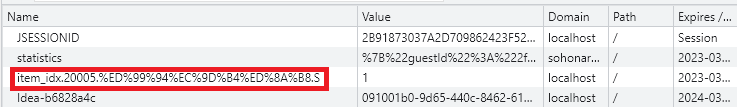 Name Value Domain Path Expires /
JSESSIONID 2B91873037A2D709862423F52... localhost / Session
statistics %7B%22guestId%22%3A%222f... sohonar... / 2023-03...
item_idx.20005.%ED%99%94%EC%9D%B4%ED%8A%B8.S 1 localhost / 2023-03...
Idea-b6828a4c 091001b0-9d65-440c-8462-61... localhost / 2024-03...